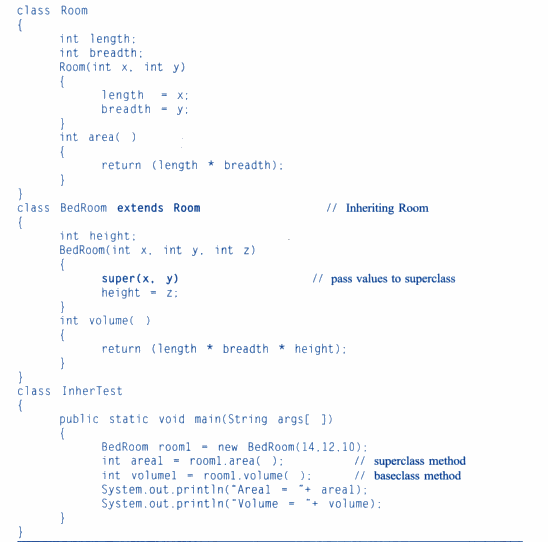 class Room
{
int length;
int breadth;
Room(int x, int y)
{
length = x;
breadth = y;
}
int area( )
{
return (length * breadth);
}
}
class BedRoom extends Room // Inheriting Room
{
int height;
BedRoom(int x, int y, int z)
{
super(x, y) // pass values to superclass
height = z;
}
int volume( )
{
return (length * breadth * height);
}
}
class InherTest
{
public static void main(String args[ ])
{
BedRoom room1 = new BedRoom(14,12,10);
int area1 = room1.area( ); // superclass method
int volume1 = room1.volume( ); // baseclass method
System.out.println("Area1 = "+ area1);
System.out.println("Volume = "+ volume);
}
}